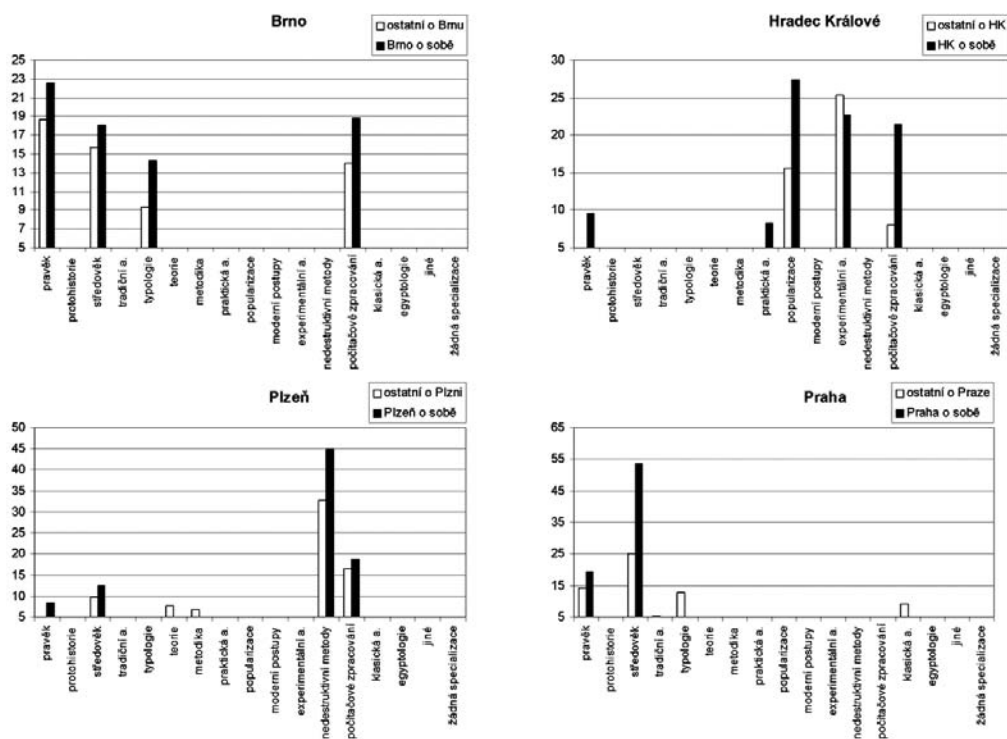 Brno
ostatní o Brnu
Brno o sobě
25
23
21
19
17
15
13
11
9
7
5
pravěk
protohistorie
středověk
tradiční a.
typologie
teorie
metodika
praktická a.
popularizace
moderní postupy
experimentální a.
nedestruktivní metody
počítačové zpracování
klasická a.
egyptologie
jiné
žádná specializace
Hradec Králové
ostatní o HK
HK o sobě
30
25
20
15
10
5
pravěk
protohistorie
středověk
tradiční a.
typologie
teorie
metodika
praktická a.
popularizace
moderní postupy
experimentální a.
nedestruktivní metody
počítačové zpracování
klasická a.
egyptologie
jiné
žádná specializace
Plzeň
ostatní o Plzni
Plzeň o sobě
50
45
40
35
30
25
20
15
10
5
pravěk
protohistorie
středověk
tradiční a.
typologie
teorie
metodika
praktická a.
popularizace
moderní postupy
experimentální a.
nedestruktivní metody
počítačové zpracování
klasická a.
egyptologie
jiné
žádná specializace
Praha
ostatní o Praze
Praha o sobě
65
55
45
35
25
15
5
pravěk
protohistorie
středověk
tradiční a.
typologie
teorie
metodika
praktická a.
popularizace
moderní postupy
experimentální a.
nedestruktivní metody
počítačové zpracování
klasická a.
egyptologie
jiné
žádná specializace